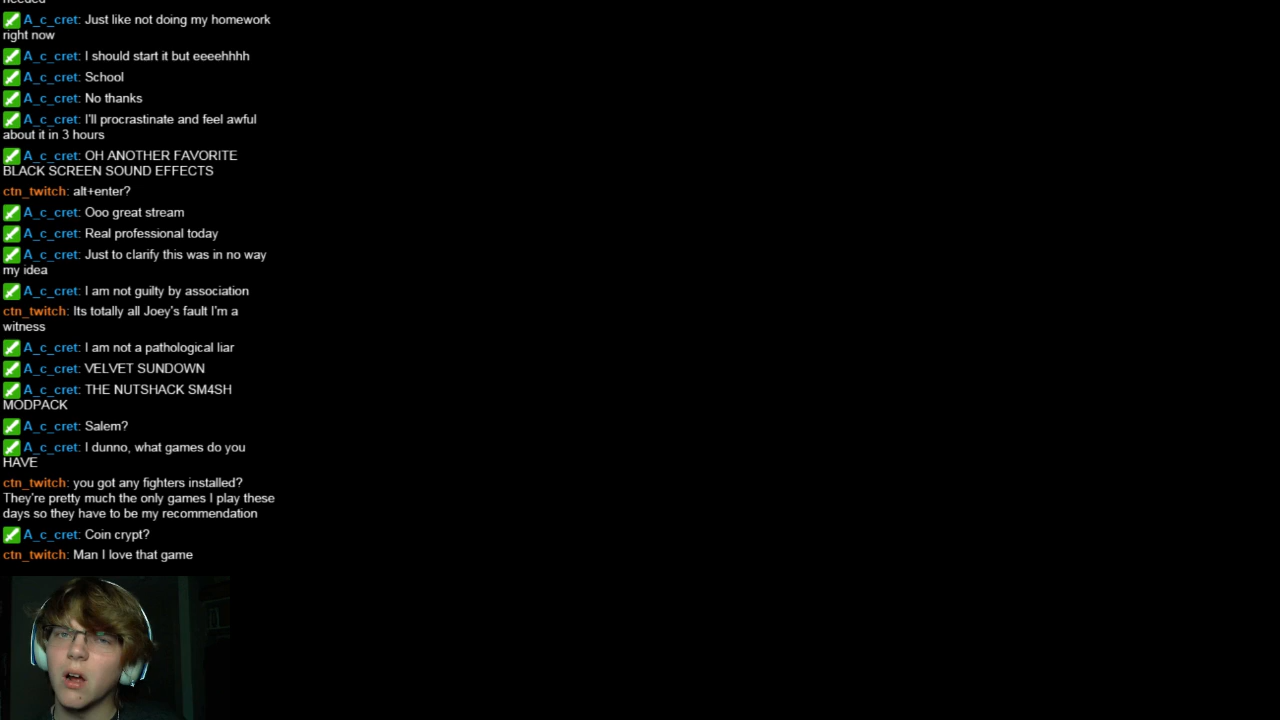 needed
A_c_cret: Just like not doing my homework
right now
A_c_cret: I should start it but eeeehhhh
A_c_cret: School
A_c_cret: No thanks
A_c_cret: I'll procrastinate and feel awful
about it in 3 hours
A_c_cret: OH ANOTHER FAVORITE
BLACK SCREEN SOUND EFFECTS
ctn_twitch: alt+enter?
A_c_cret: Ooo great stream
A_c_cret: Real professional today
A_c_cret: Just to clarify this was in no way
my idea
A_c_cret: I am not guilty by association
ctn_twitch: Its totally all Joey's fault I'm a
witness
A_c_cret: I am not a pathological liar
A_c_cret: VELVET SUNDOWN
A_c_cret: THE NUTSHACK SM4SH
MODPACK
A_c_cret: Salem?
A_c_cret: I dunno, what games do you
HAVE
ctn_twitch: you got any fighters installed?
They're pretty much the only games I play these
days so they have to be my recommendation
A_c_cret: Coin crypt?
ctn_twitch: Man I love that game